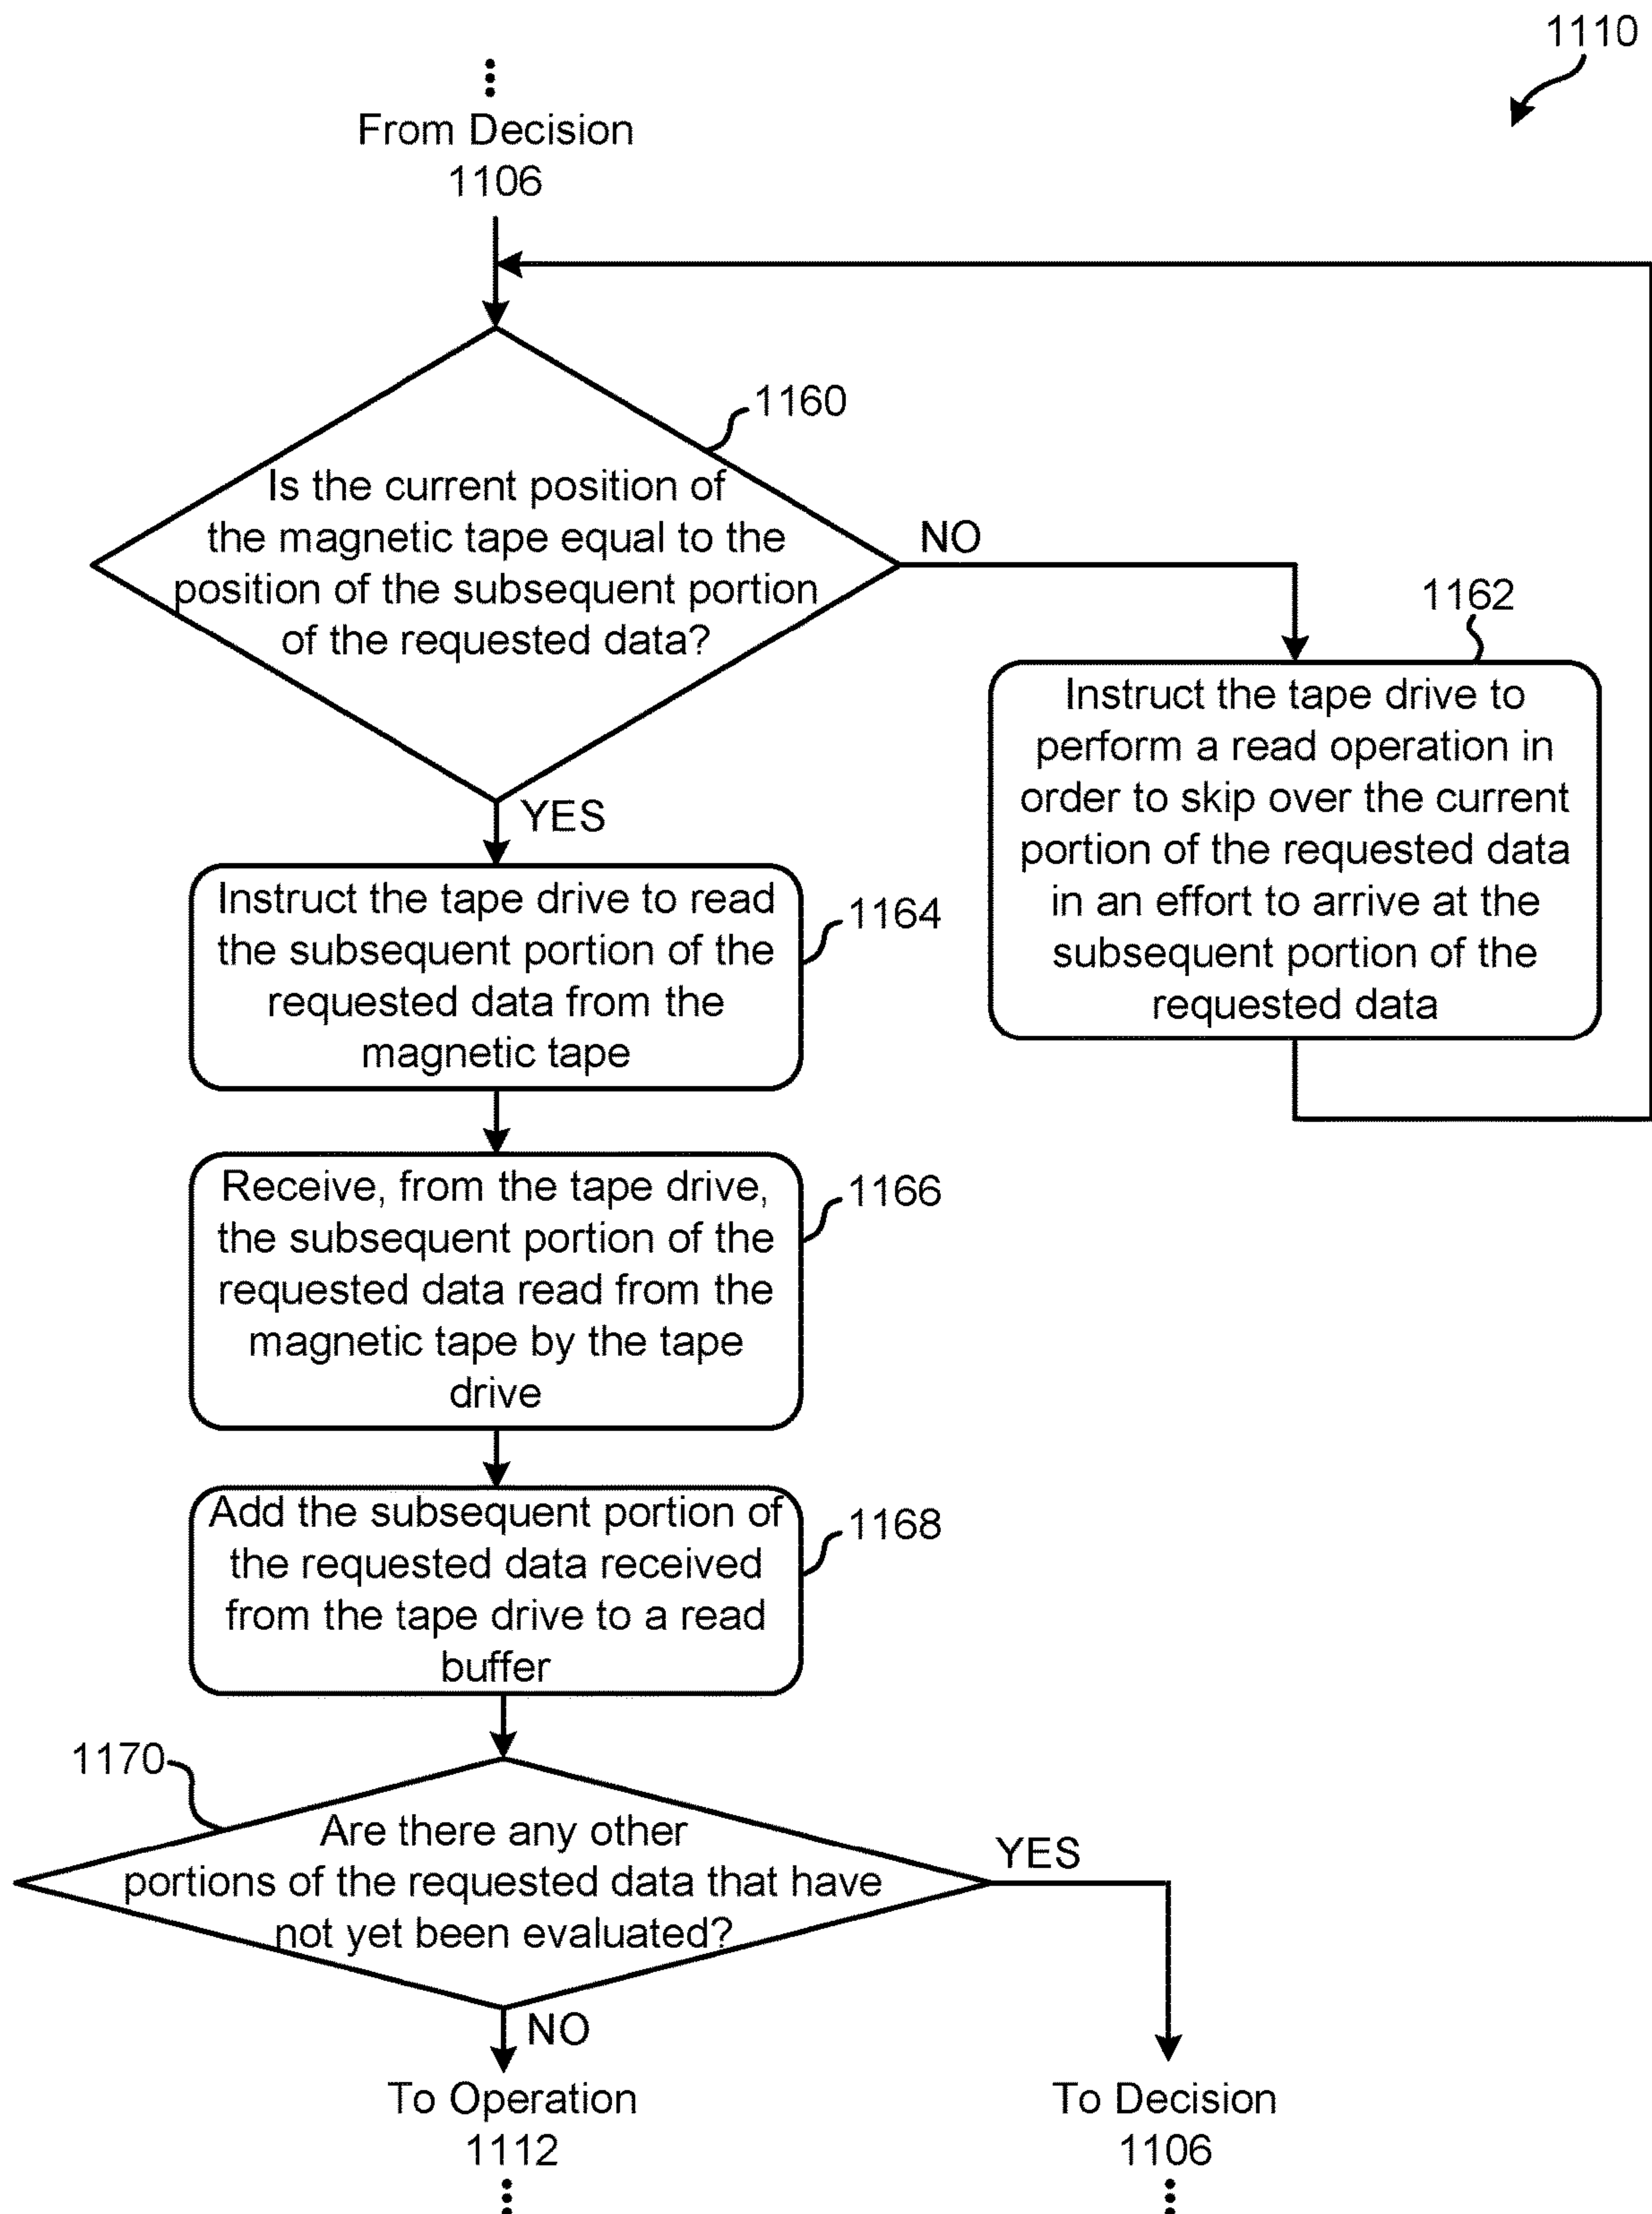 1110
From Decision
1106
1160
Is the current position of
the magnetic tape equal to the
position of the subsequent portion
of the requested data?
NO
YES
1162
Instruct the tape drive to
perform a read operation in
order to skip over the current
portion of the requested data
in an effort to arrive at the
subsequent portion of the
requested data
Instruct the tape drive to read
the subsequent portion of the
requested data from the
magnetic tape
1164
Receive, from the tape drive,
the subsequent portion of the
requested data read from the
magnetic tape by the tape
drive
1166
Add the subsequent portion of
the requested data received
from the tape drive to a read
buffer
1168
1170
Are there any other
portions of the requested data that have
not yet been evaluated?
YES
NO
To Operation
1112
To Decision
1106